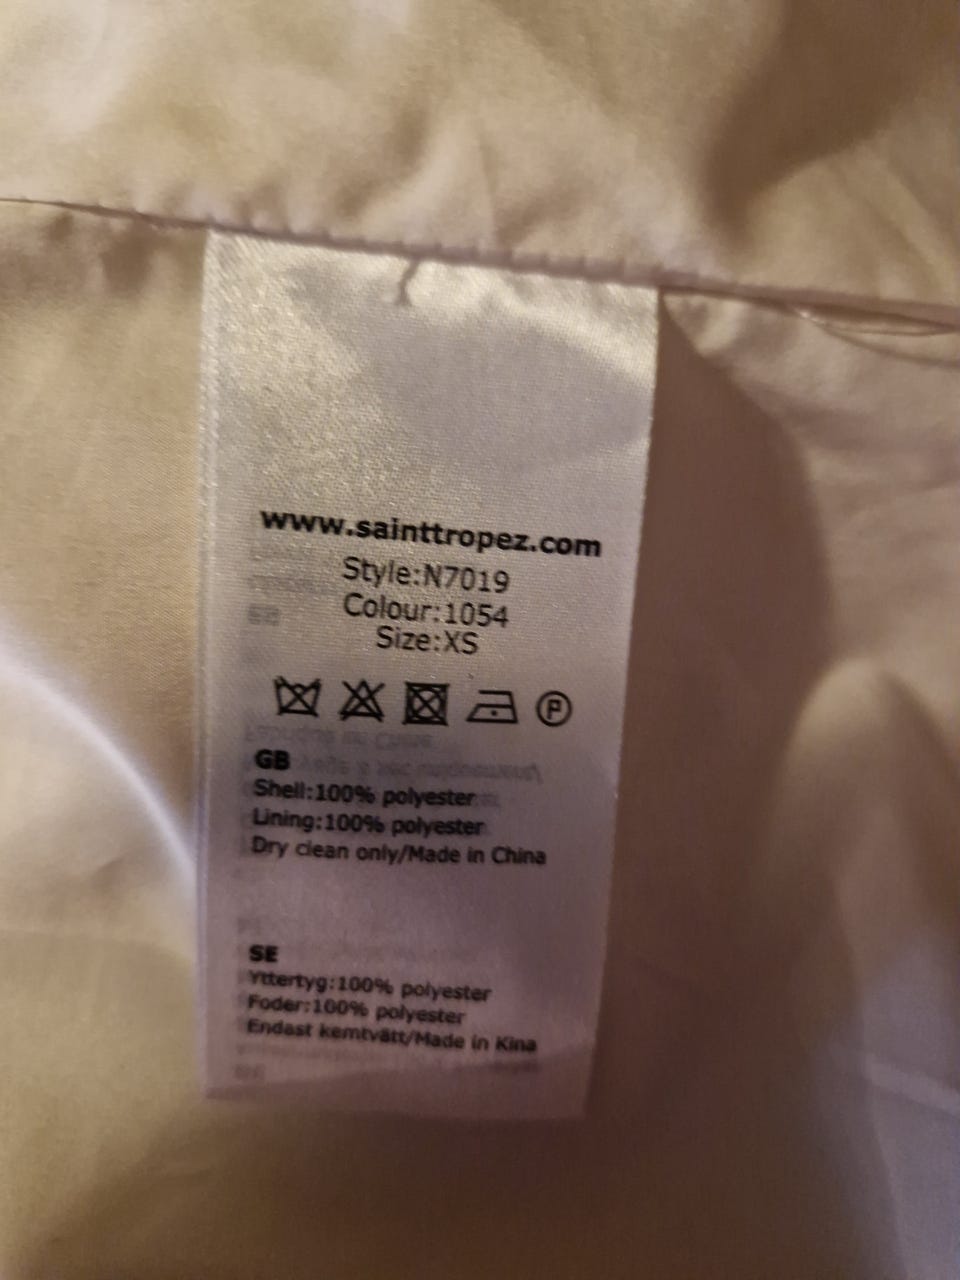 www.sainttropez.com
Style:N7019
Colour:1054
Size:XS
P
GB
Shell:100% polyester
Lining:100% polyester
Dry clean only/Made in China
SE
Yttertyg:100% polyester
Foder:100% polyester
Endast kemtvätt/Made in Kina